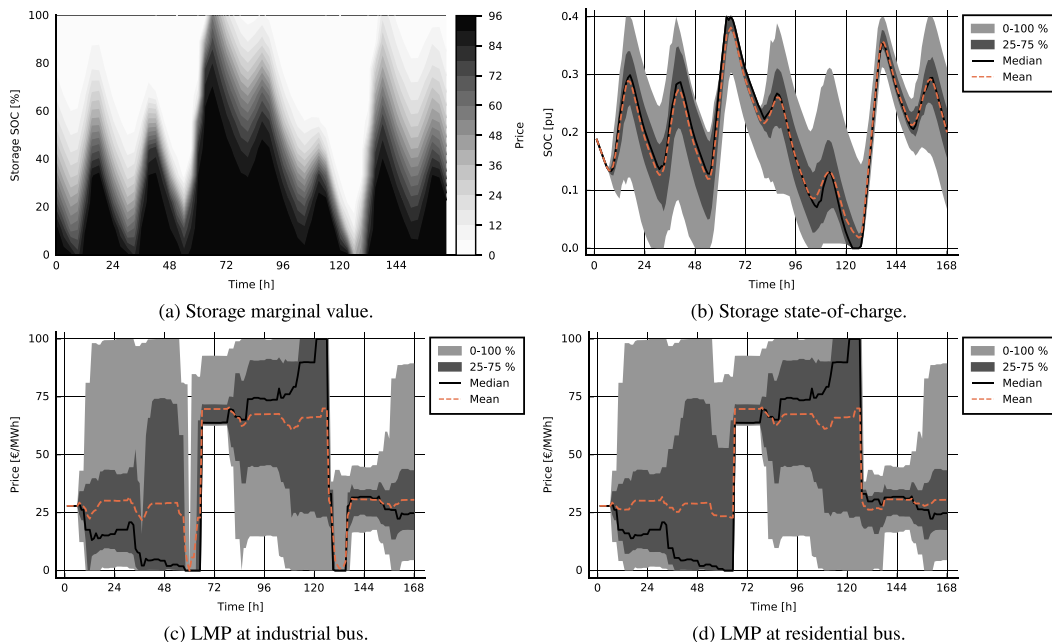 100
80
60
40
20
0
Storage SOC [%]
0 24 48 72 96 120 144
Time [h]
96
84
72
60
48
36
24
12
0
Price
(a) Storage marginal value.
0.4
0.3
0.2
0.1
0.0
SOC [pu]
0 24 48 72 96 120 144 168
Time [h]
0-100 %
25-75 %
Median
Mean
(b) Storage state-of-charge.
100
75
50
25
0
Price [€/MWh]
0 24 48 72 96 120 144 168
Time [h]
0-100 %
25-75 %
Median
Mean
(c) LMP at industrial bus.
100
75
50
25
0
Price [€/MWh]
0 24 48 72 96 120 144 168
Time [h]
0-100 %
25-75 %
Median
Mean
(d) LMP at residential bus.